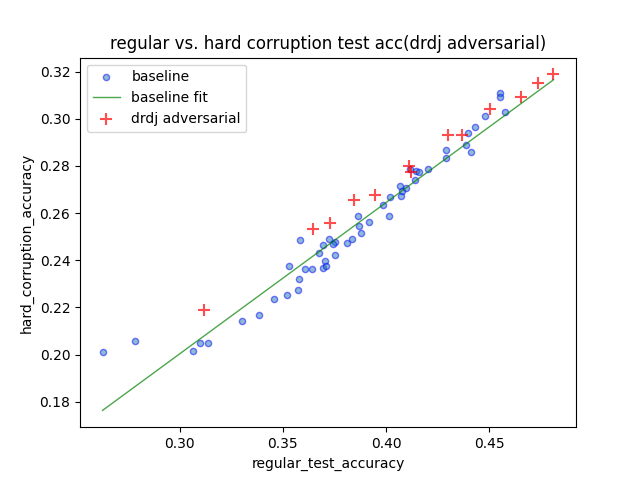 regular vs. hard corruption test acc(drdj adversarial)
baseline
baseline fit
drdj adversarial
hard_corruption_accuracy
0.32
0.30
0.28
0.26
0.24
0.22
0.20
0.18
0.30 0.35 0.40 0.45
regular_test_accuracy